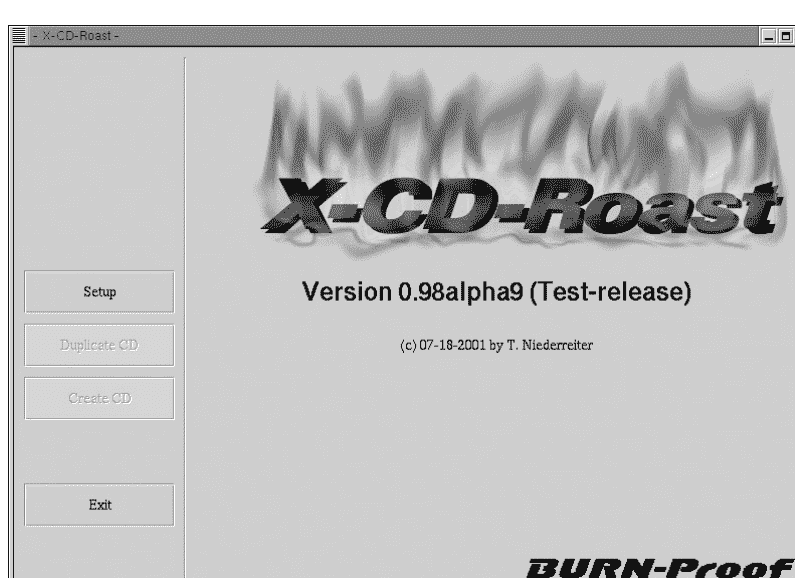 - X-CD-Roast -
X-CD-Roast
Version 0.98alpha9 (Test-release)
(c) 07-18-2001 by T. Niederreiter
Setup
Duplicate CD
Create CD
Exit
BURN-Proof